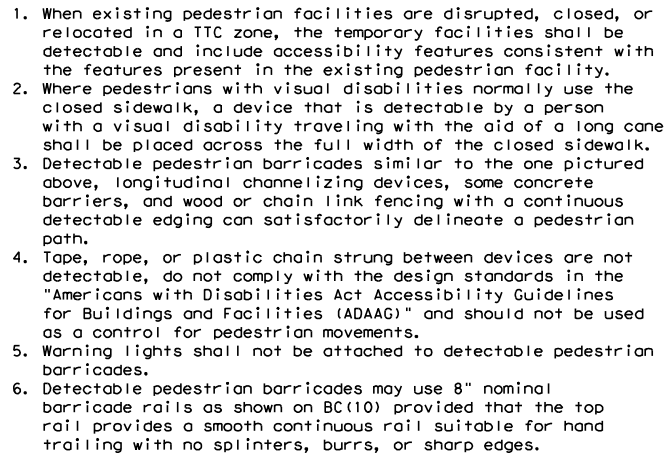 1. When existing pedestrian facilities are disrupted, closed, or
relocated in a TTC zone, the temporary facilities shall be
detectable and include accessibility features consistent with
the features present in the existing pedestrian facility.
2. Where pedestrians with visual disabilities normally use the
closed sidewalk, a device that is detectable by a person
with a visual disability traveling with the aid of a long cane
shall be placed across the full width of the closed sidewalk.
3. Detectable pedestrian barricades similar to the one pictured
above, longitudinal channelizing devices, some concrete
barriers, and wood or chain link fencing with a continuous
detectable edging can satisfactorily delineate a pedestrian
path.
4. Tape, rope, or plastic chain strung between devices are not
detectable, do not comply with the design standards in the
"Americans with Disabilities Act Accessibility Guidelines
for Buildings and Facilities (ADAAG)" and should not be used
as a control for pedestrian movements.
5. Warning lights shall not be attached to detectable pedestrian
barricades.
6. Detectable pedestrian barricades may use 8" nominal
barricade rails as shown on BC(10) provided that the top
rail provides a smooth continuous rail suitable for hand
trailing with no splinters, burrs, or sharp edges.